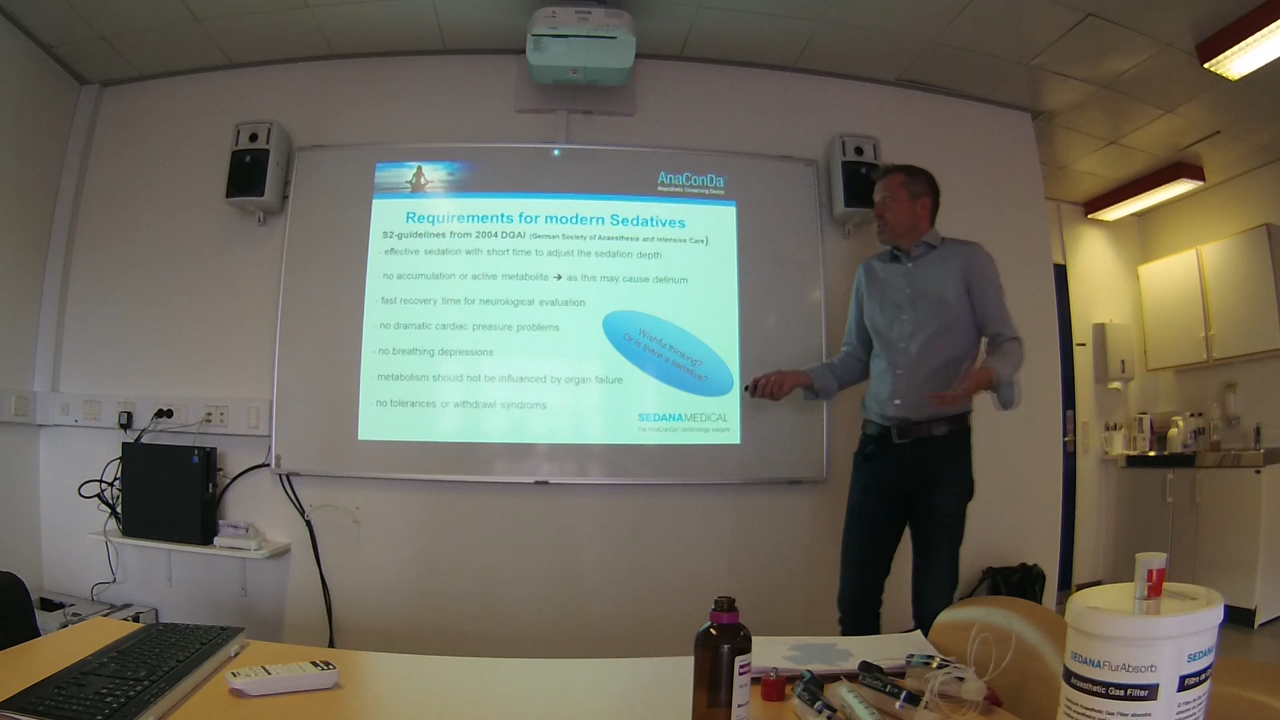 EPSON
AnaConDa
Anaesthetic Conserving Device
Requirements for modern Sedatives
S2-guidelines from 2004 DGAI (German Society of Anaesthesia and Intensive Care)
- effective sedation with short time to adjust the sedation depth
no accumulation or active metabolite → as this may cause delirium
- fast recovery time for neurological evaluation
no dramatic cardiac preasure problems
- no breathing depressions
metabolism should not be influenced by organ failure
no tolerances or withdrawl syndroms
Wishful thinking?
Or is there a sedative?
SEDANAMEDICAL
the AnaConDa technology people
SEDANAFlurAbsorb
Anaesthetic Gas Filter
SEDANA